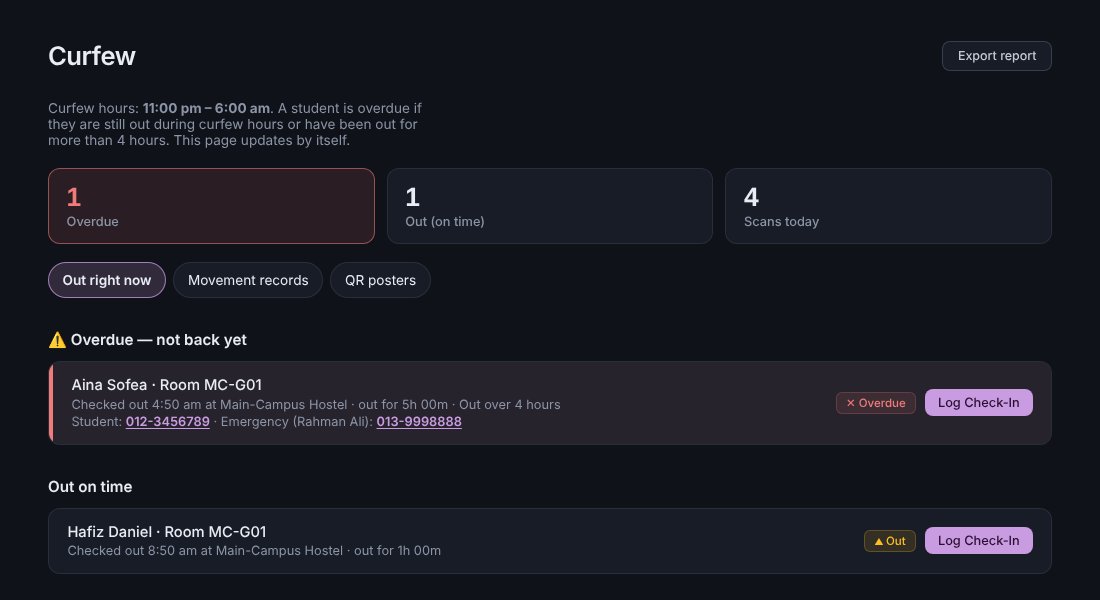 Curfew
Export report
Curfew hours: 11:00 pm – 6:00 am. A student is overdue if
they are still out during curfew hours or have been out for
more than 4 hours. This page updates by itself.
1
Overdue
1
Out (on time)
4
Scans today
Out right now
Movement records
QR posters
⚠️ Overdue — not back yet
Aina Sofea · Room MC-G01
Checked out 4:50 am at Main-Campus Hostel · out for 5h 00m · Out over 4 hours
Student: 012-3456789 · Emergency (Rahman Ali): 013-9998888
✕ Overdue
Log Check-In
Out on time
Hafiz Daniel · Room MC-G01
Checked out 8:50 am at Main-Campus Hostel · out for 1h 00m
▲ Out
Log Check-In